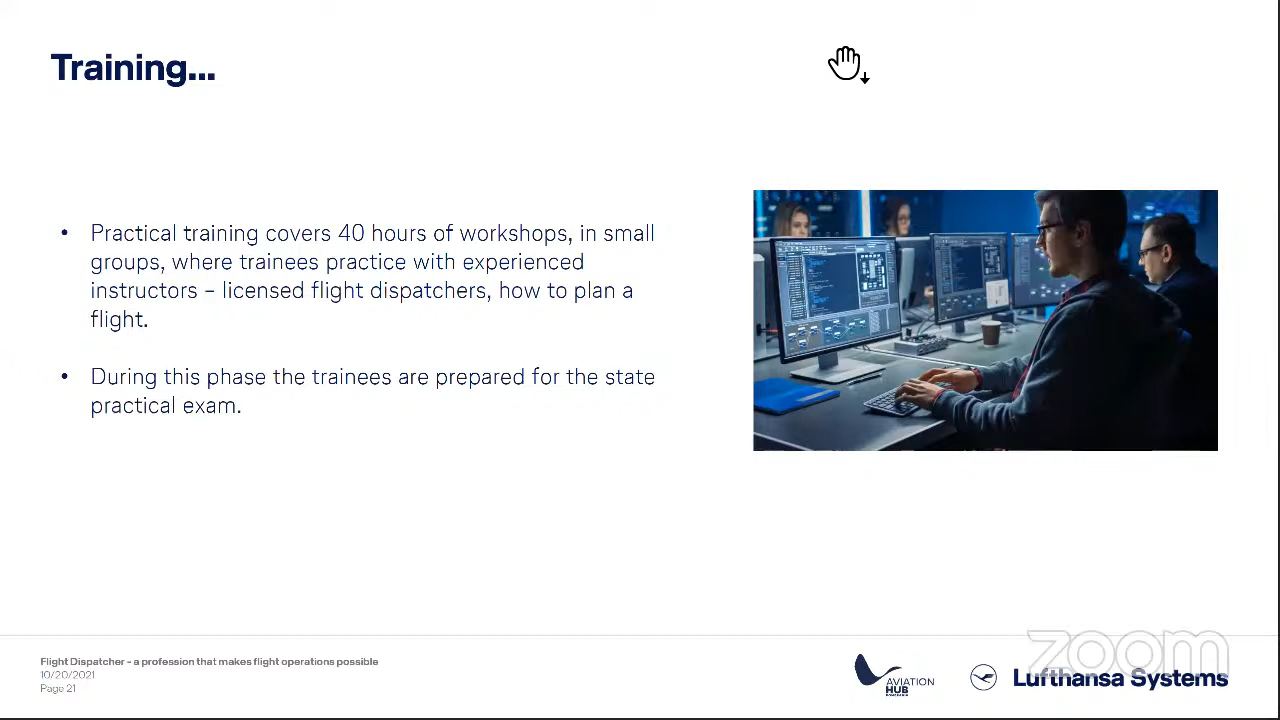 Training...
• Practical training covers 40 hours of workshops, in small
groups, where trainees practice with experienced
instructors – licensed flight dispatchers, how to plan a
flight.
• During this phase the trainees are prepared for the state
practical exam.
Flight Dispatcher - a profession that makes flight operations possible
10/20/2021
Page 21
AVIATION
HUB
zoom
Lufthansa Systems